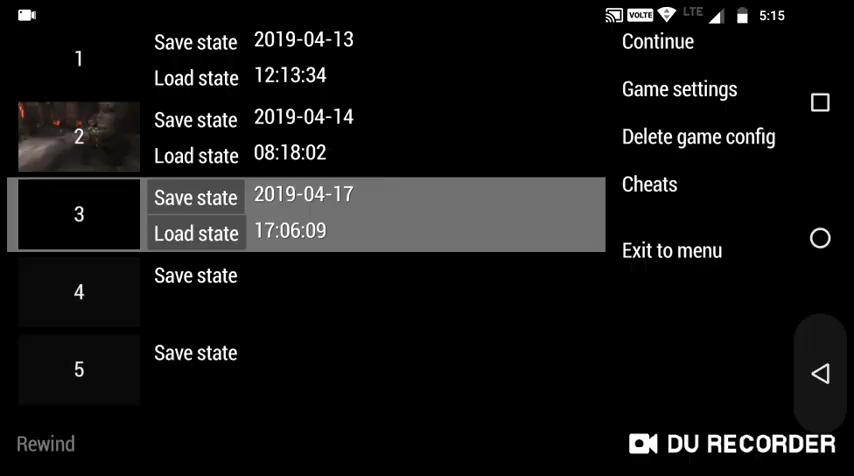 VOLTE LTE 5:15
1
Save state 2019-04-13
Load state 12:13:34
2
Save state 2019-04-14
Load state 08:18:02
3
Save state 2019-04-17
Load state 17:06:09
4
Save state
5
Save state
Rewind
Continue
Game settings
Delete game config
Cheats
Exit to menu
DU RECORDER